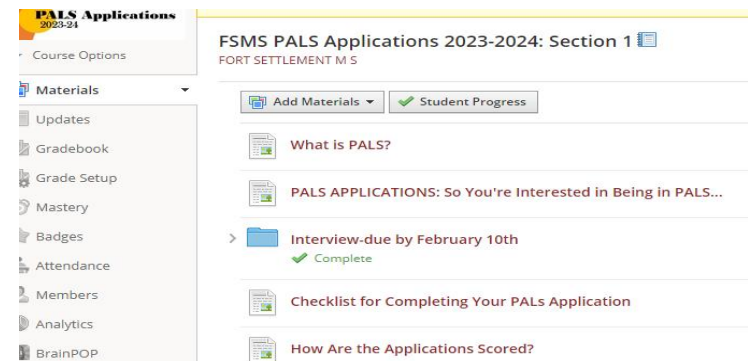 PALS Applications
2023-24
Course Options
Materials
Updates
Gradebook
Grade Setup
Mastery
Badges
Attendance
Members
Analytics
BrainPOP
FSMS PALS Applications 2023-2024: Section 1
FORT SETTLEMENT M S
Add Materials
Student Progress
What is PALS?
PALS APPLICATIONS: So You're Interested in Being in PALS...
Interview-due by February 10th
Complete
Checklist for Completing Your PALs Application
How Are the Applications Scored?